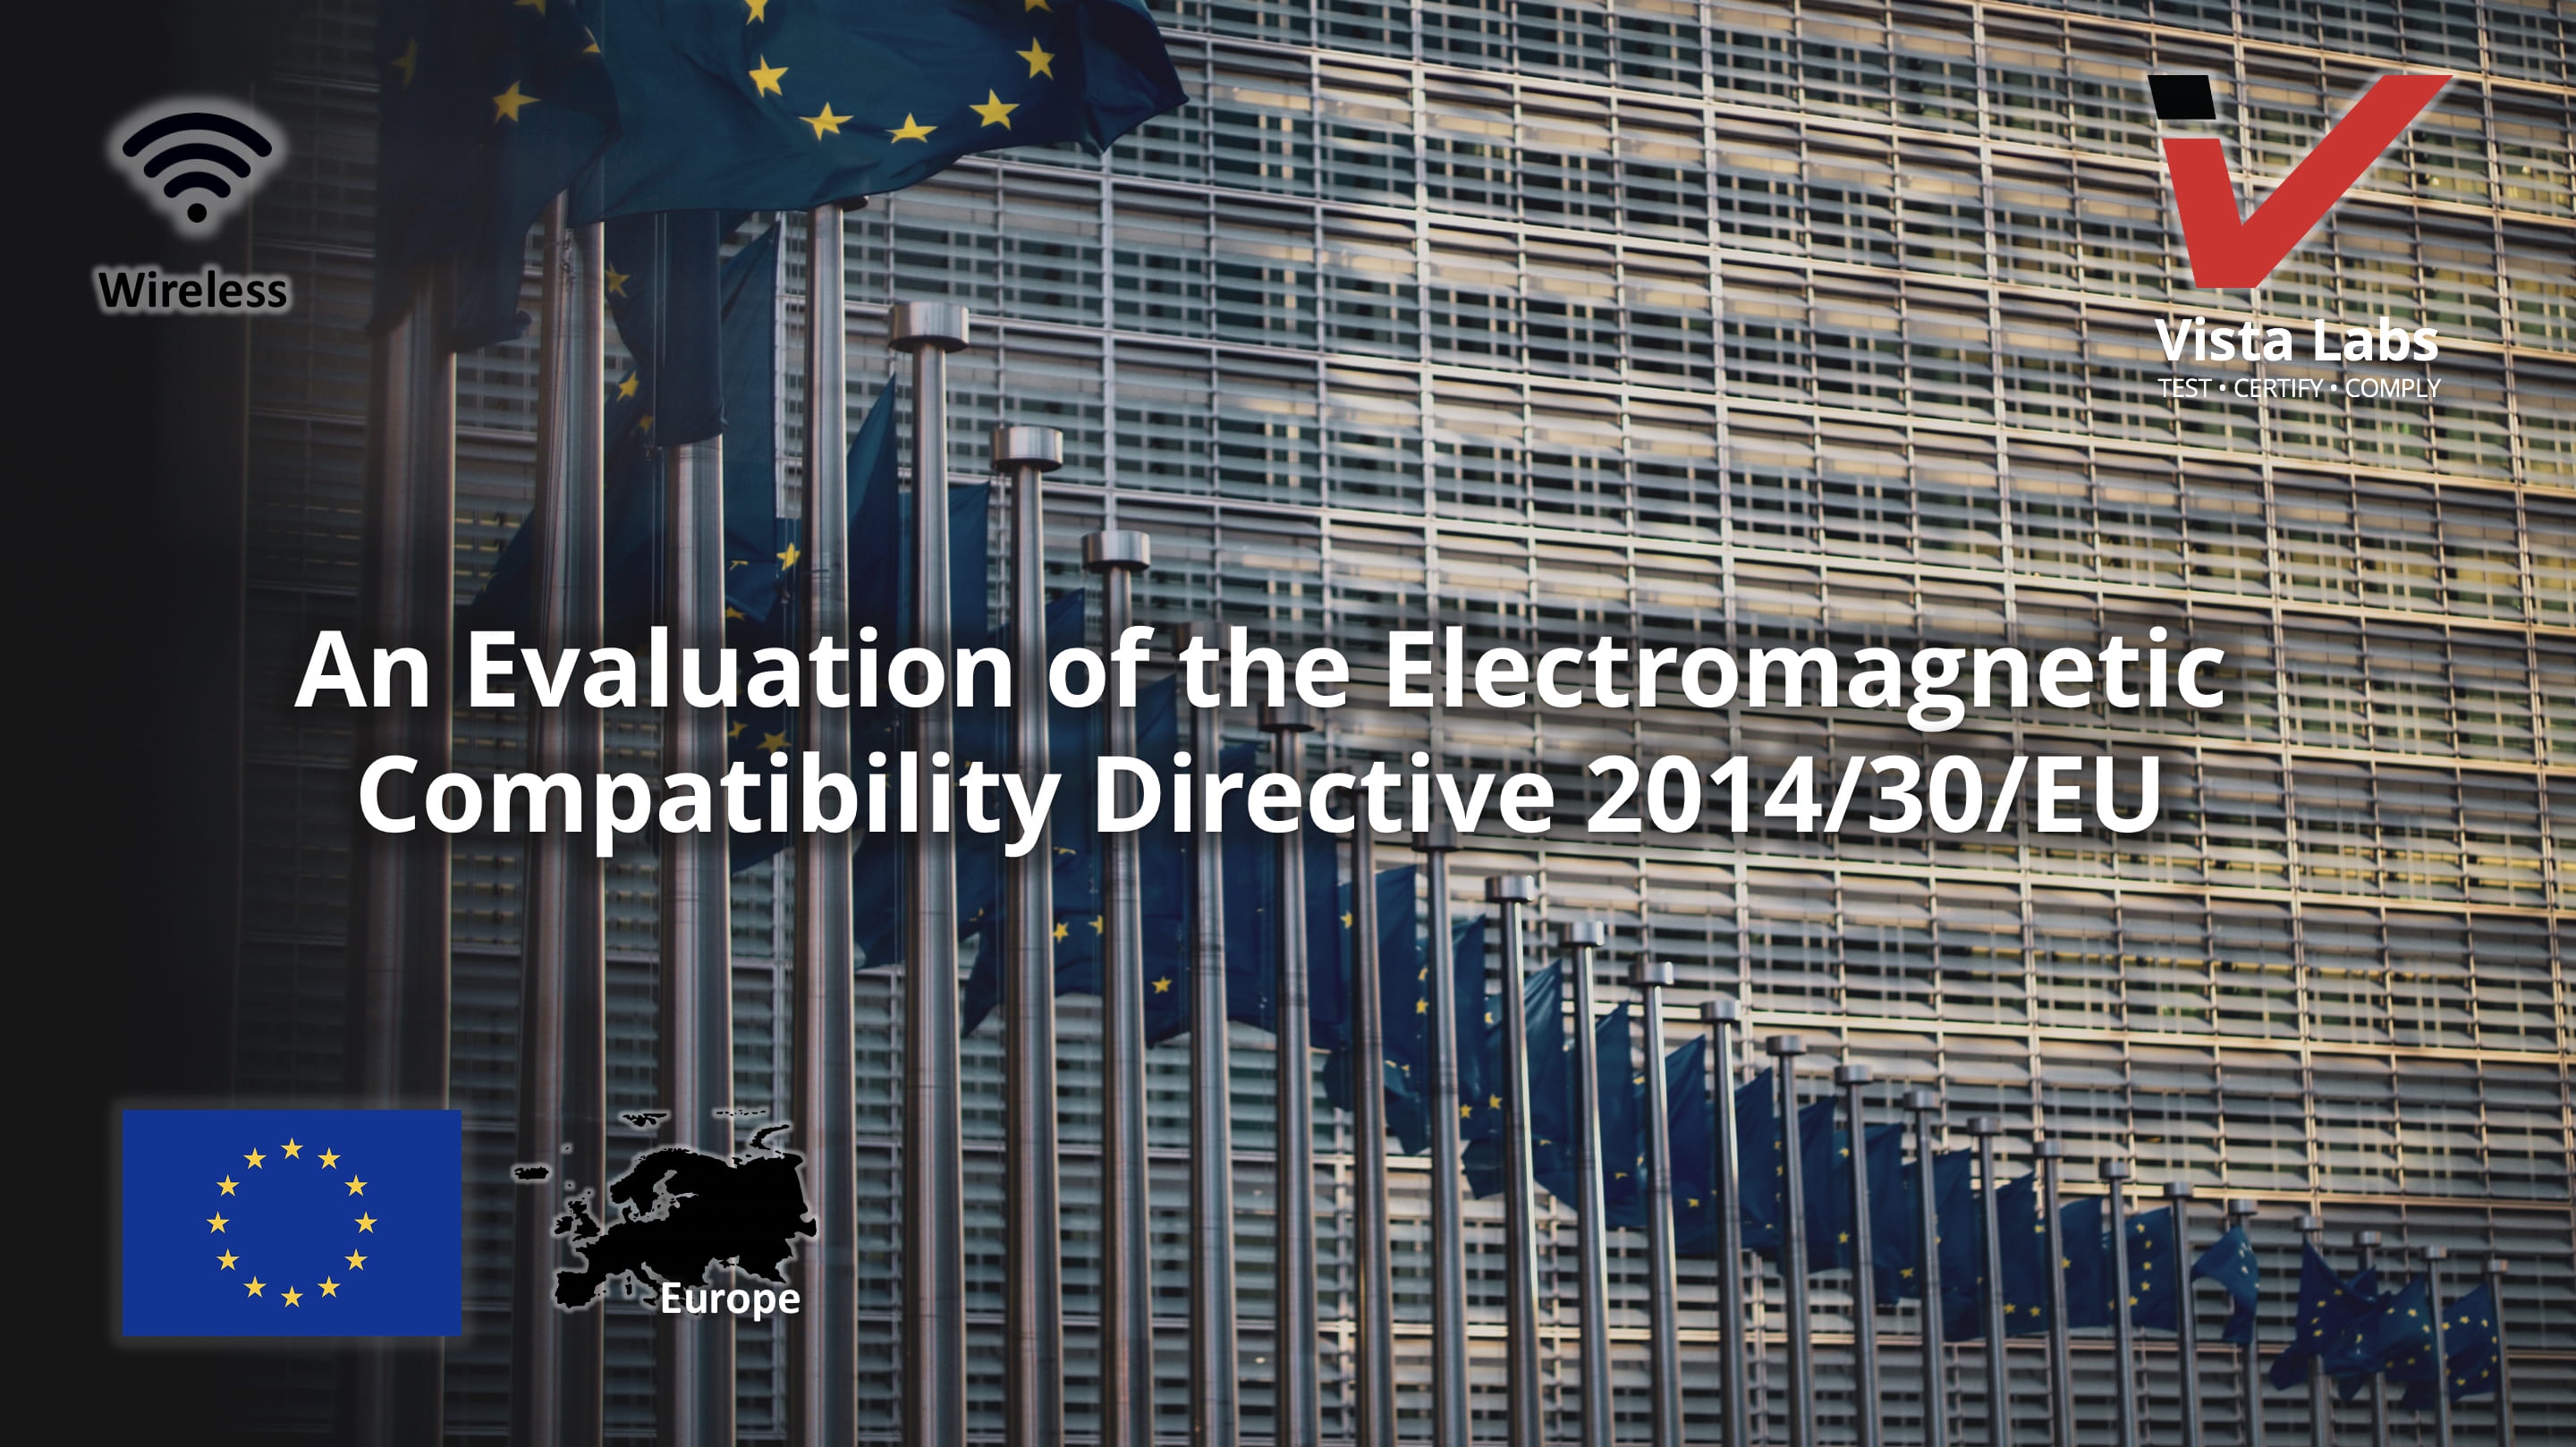 Wireless
Vista Labs
TEST • CERTIFY • COMPLY
An Evaluation of the Electromagnetic
Compatibility Directive 2014/30/EU
Europe